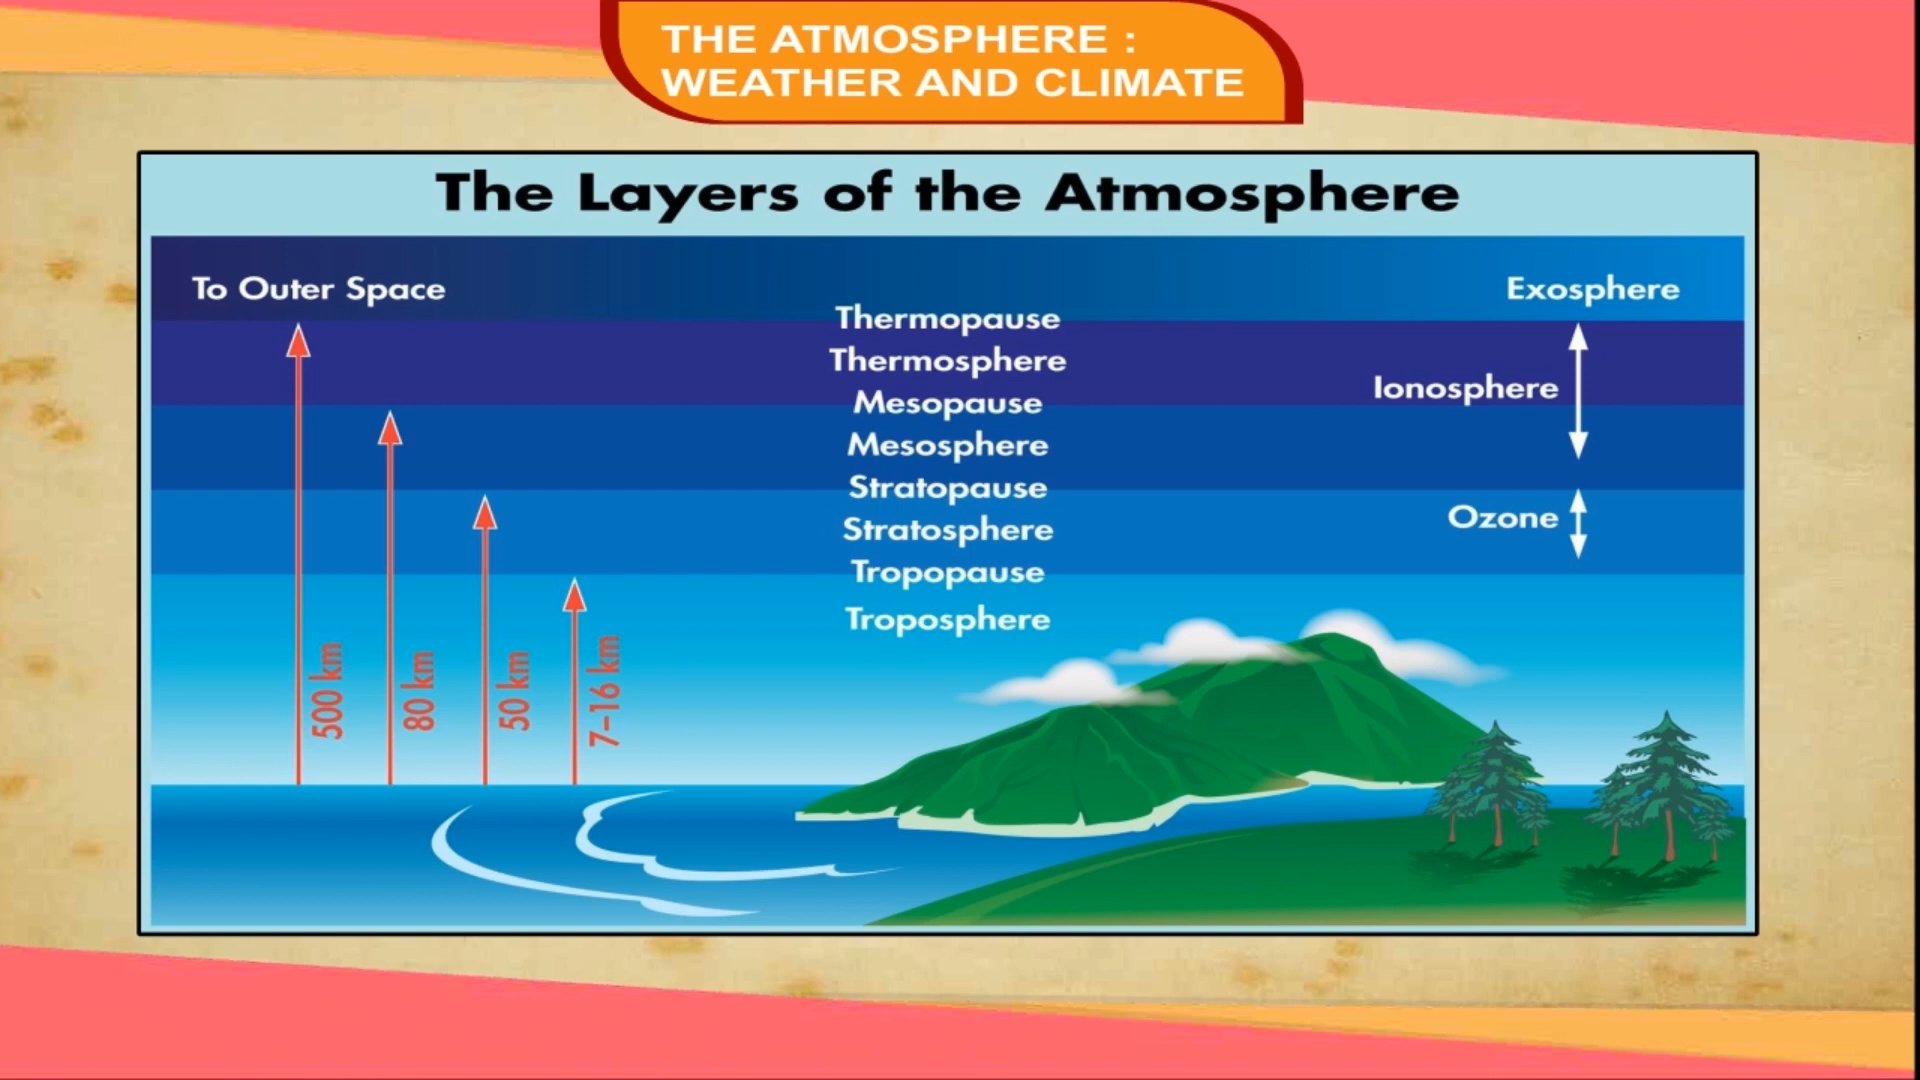 THE ATMOSPHERE :
WEATHER AND CLIMATE
The Layers of the Atmosphere
To Outer Space
Exosphere
Thermopause
Thermosphere
Ionosphere
Mesopause
Mesosphere
Stratopause
Ozone
Stratosphere
Tropopause
Troposphere
500 km
80 km
50 km
7–16 km